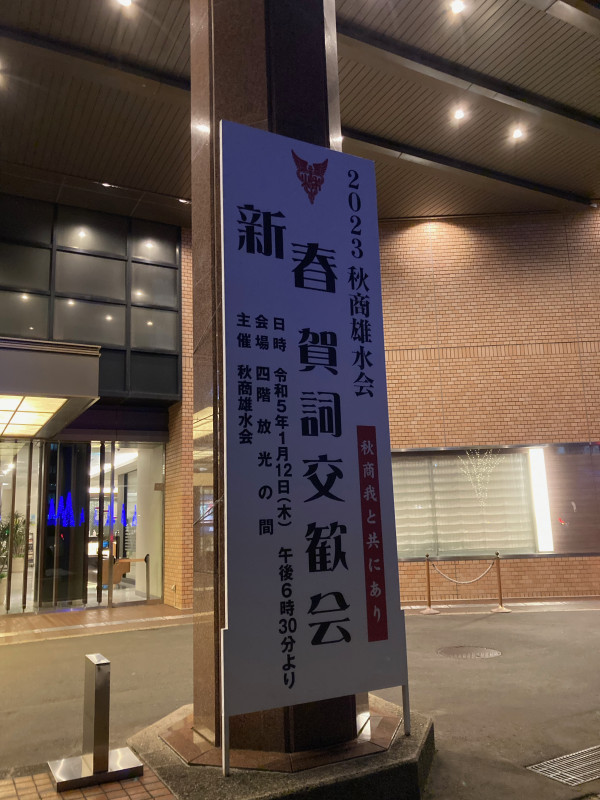 2023 秋商雄水会
新春賀詞交歓会
秋商我と共にあり
日時 令和5年1月12日(木) 午後6時30分より
会場 四階 放光の間
主催 秋商雄水会